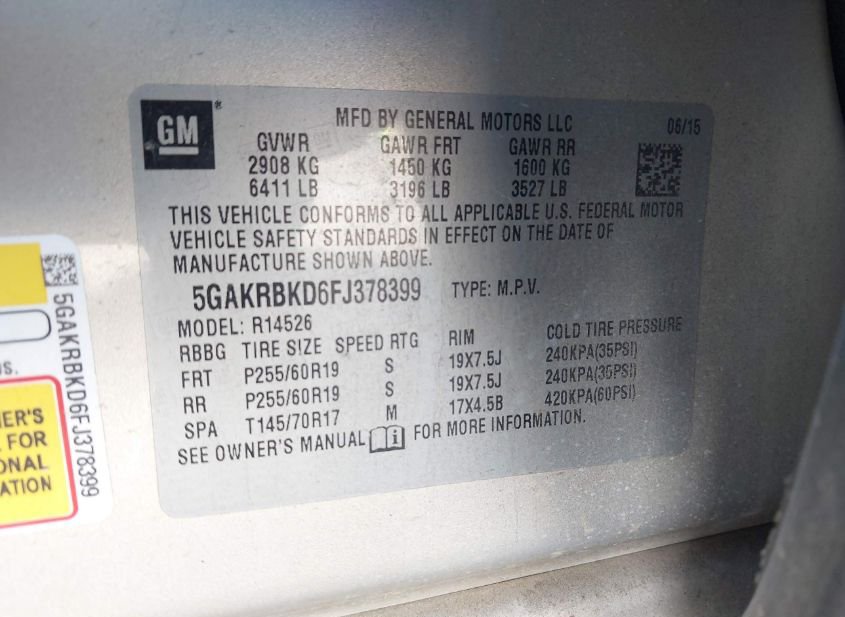 GM
MFD BY GENERAL MOTORS LLC 06/15
GVWR GAWR FRT GAWR RR
2908 KG 1450 KG 1600 KG
6411 LB 3196 LB 3527 LB
THIS VEHICLE CONFORMS TO ALL APPLICABLE U.S. FEDERAL MOTOR
VEHICLE SAFETY STANDARDS IN EFFECT ON THE DATE OF
MANUFACTURE SHOWN ABOVE.
5GAKRBKD6FJ378399 TYPE: M.P.V.
MODEL: R14526
RBBG TIRE SIZE SPEED RTG RIM COLD TIRE PRESSURE
FRT P255/60R19 S 19X7.5J 240KPA(35PSI)
RR P255/60R19 S 19X7.5J 240KPA(35PSI)
SPA T145/70R17 M 17X4.5B 420KPA(60PSI)
SEE OWNER'S MANUAL i FOR MORE INFORMATION.
5GAKRBKD6FJ378399
ER'S
FOR
ONAL
ATION